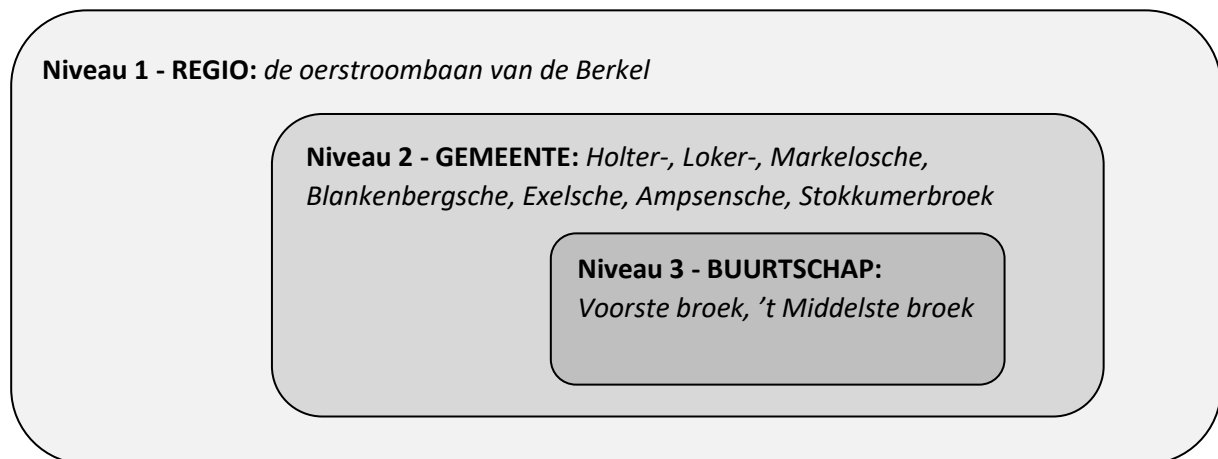 Niveau 1 - REGIO: de oerstroombaan van de Berkel
Niveau 2 - GEMEENTE: Holter-, Loker-, Markelosche,
Blankenbergsche, Exelsche, Ampsensche, Stokkumerbroek
Niveau 3 - BUURTSCHAP:
Voorste broek, ’t Middelste broek